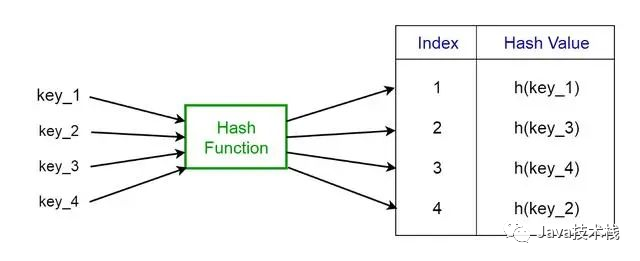 key_1
key_2
key_3
key_4
Hash
Function
Index Hash Value
1 h(key_1)
2 h(key_3)
3 h(key_4)
4 h(key_2)
Java技术栈